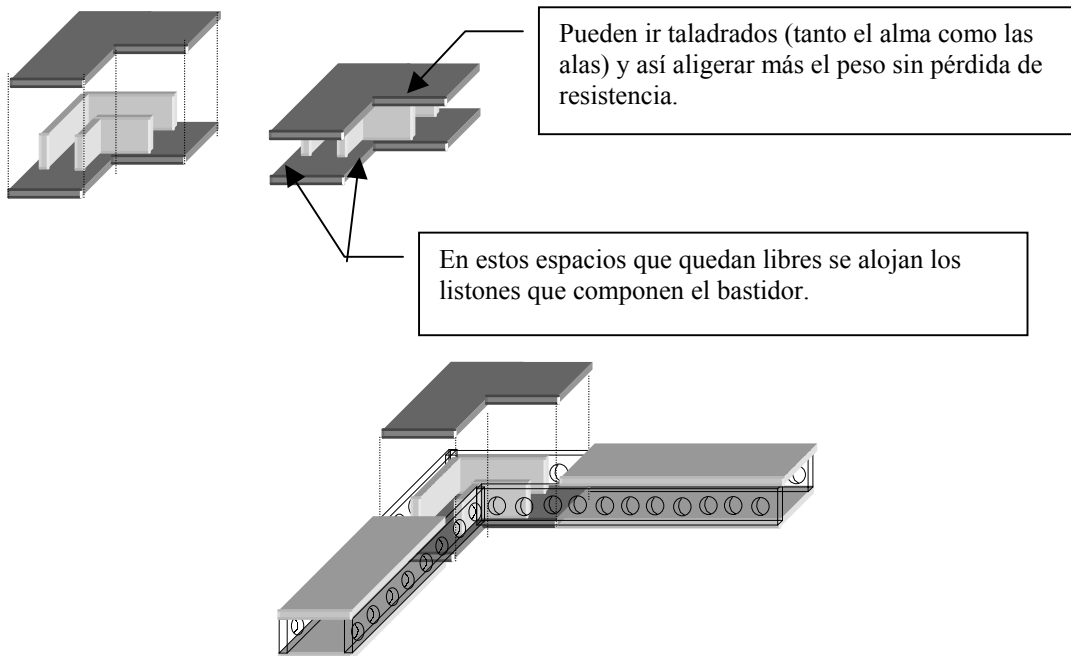 Pueden ir taladrados (tanto el alma como las
alas) y así aligerar más el peso sin pérdida de
resistencia.
En estos espacios que quedan libres se alojan los
listones que componen el bastidor.